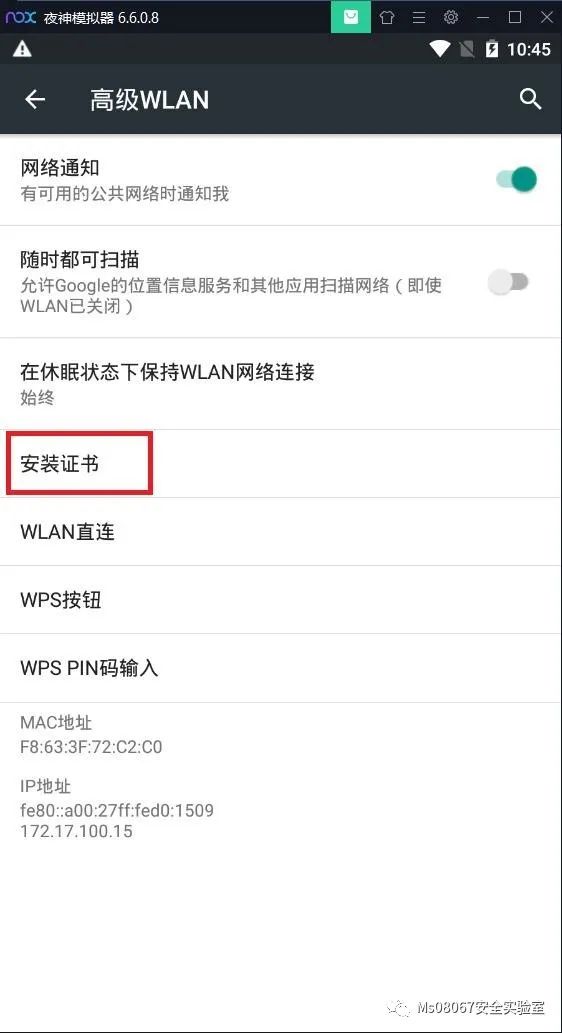 nox 夜神模拟器 6.6.0.8
10:45
高级WLAN
网络通知
有可用的公共网络时通知我
随时都可扫描
允许Google的位置信息服务和其他应用扫描网络（即使
WLAN已关闭）
在休眠状态下保持WLAN网络连接
始终
安装证书
WLAN直连
WPS按钮
WPS PIN码输入
MAC地址
F8:63:3F:72:C2:C0
IP地址
fe80::a00:27ff:fed0:1509
172.17.100.15
Ms08067安全实验室